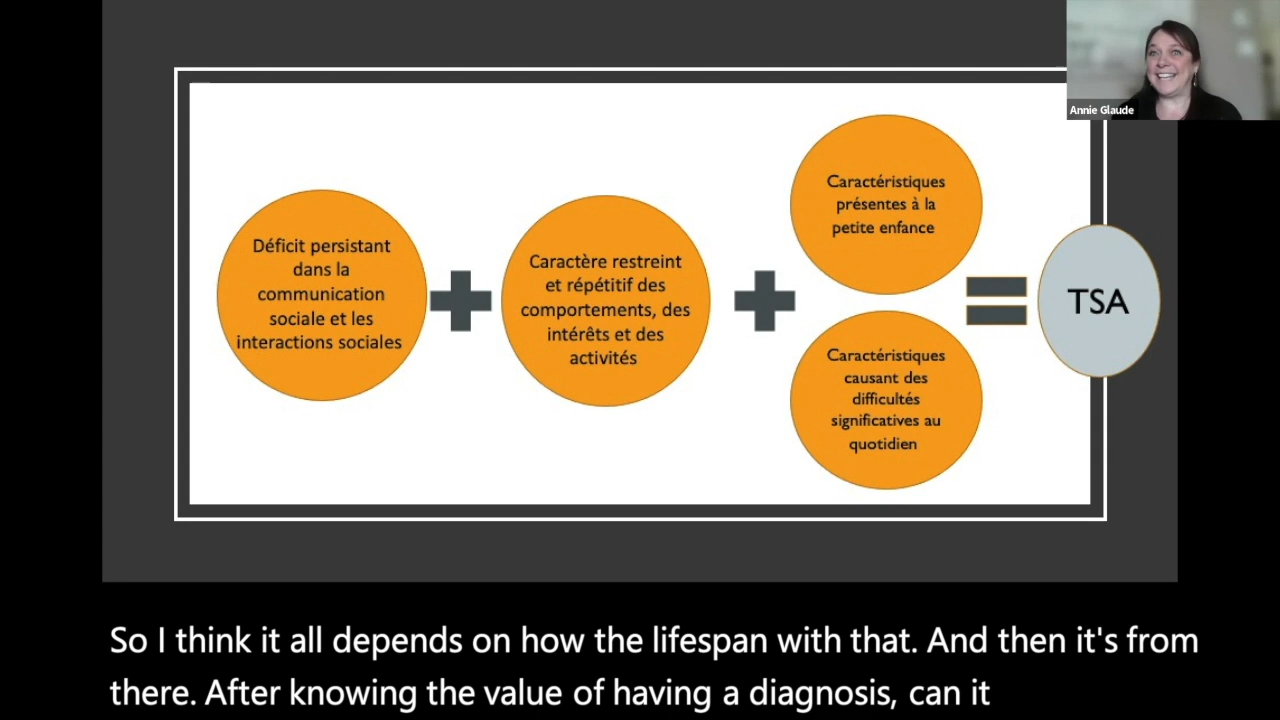 Annie Glaude
Déficit persistant
dans la
communication
sociale et les
interactions sociales
Caractère restreint
et répétitif des
comportements, des
intérêts et des
activités
Caractéristiques
présentes à la
petite enfance
Caractéristiques
causant des
difficultés
significatives au
quotidien
TSA
So I think it all depends on how the lifespan with that. And then it's from
there. After knowing the value of having a diagnosis, can it